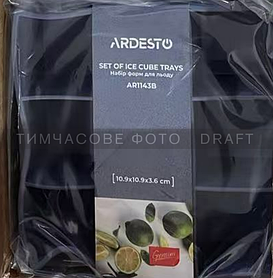 ARDESTO
SET OF ICE CUBE TRAYS
Набір форм для льоду
AR1143B
ТИМЧАСОВЕ ФОТО DRAFT
[10.9x10.9x3.6 cm]